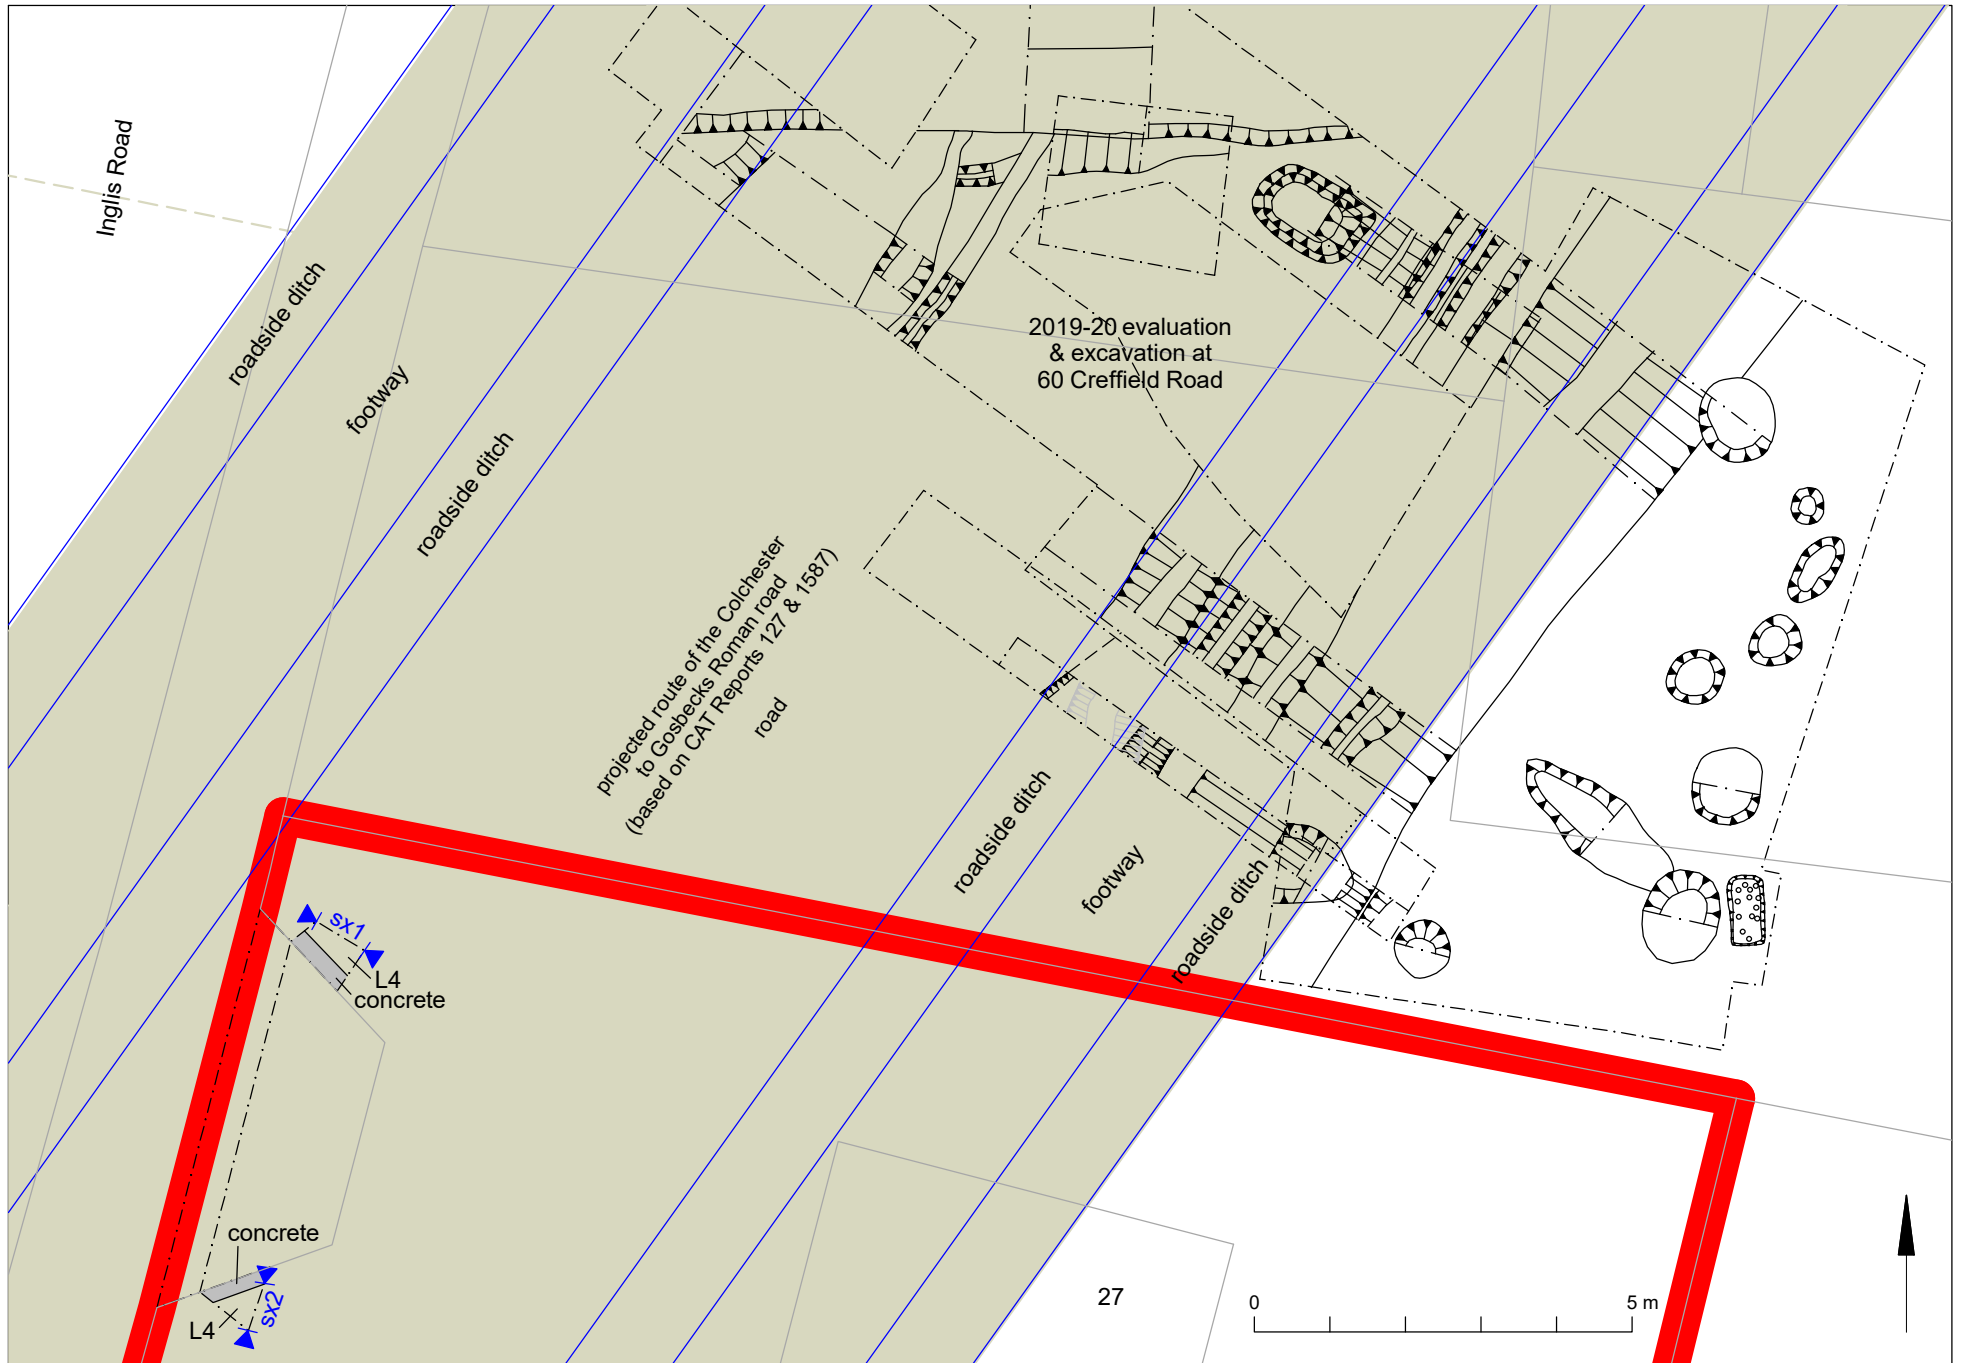 Inglis Road
roadside ditch
footway
roadside ditch
2019-20 evaluation
& excavation at
60 Creffield Road
projected route of the Colchester
to Gosbecks Roman road
(based on CAT Reports 127 & 1587)
road
roadside ditch
footway
roadside ditch
sx1
L4
concrete
concrete
sx2
L4
27
0
5 m